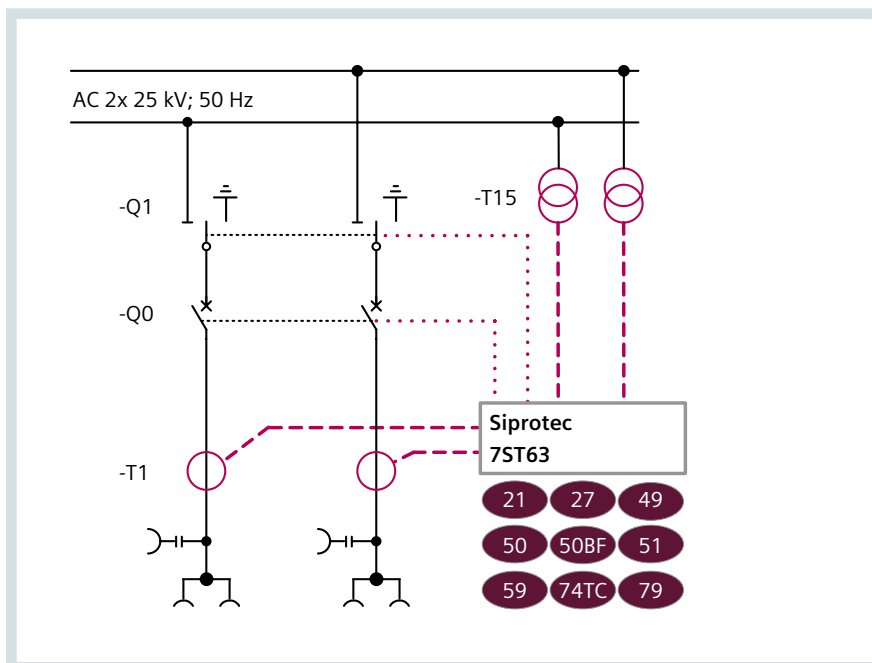 AC 2x 25 kV; 50 Hz
-Q1
-T15
-Q0
Siprotec
7ST63
-T1
21 27 49
50 50BF 51
59 74TC 79